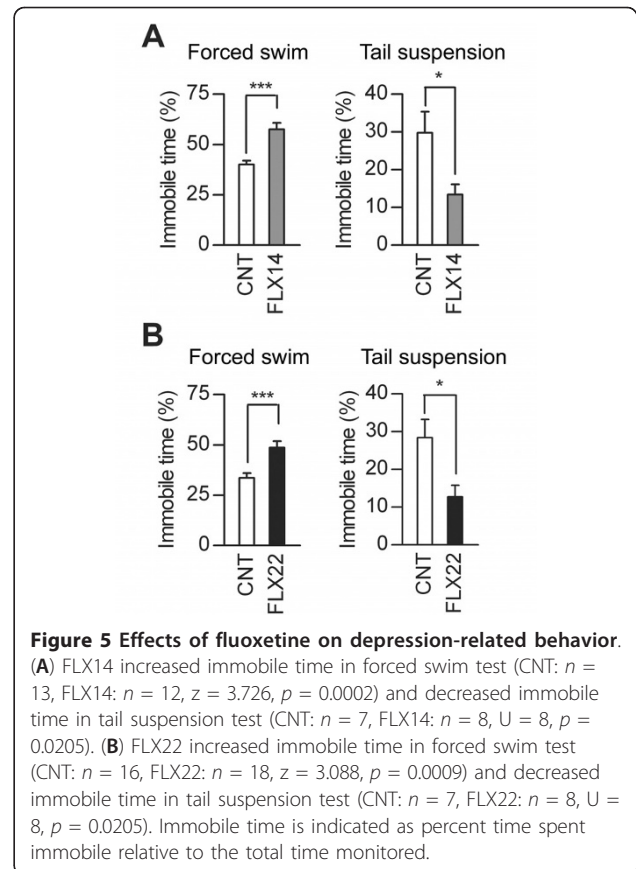 A
Forced swim
Tail suspension
Immobile time (%)
75
50
25
0
***
CNT
FLX14
Immobile time (%)
40
30
20
10
0
*
CNT
FLX14
B
Forced swim
Tail suspension
Immobile time (%)
75
50
25
0
***
CNT
FLX22
Immobile time (%)
40
30
20
10
0
*
CNT
FLX22
Figure 5 Effects of fluoxetine on depression-related behavior.
(A) FLX14 increased immobile time in forced swim test (CNT: n =
13, FLX14: n = 12, z = 3.726, p = 0.0002) and decreased immobile
time in tail suspension test (CNT: n = 7, FLX14: n = 8, U = 8, p =
0.0205). (B) FLX22 increased immobile time in forced swim test
(CNT: n = 16, FLX22: n = 18, z = 3.088, p = 0.0009) and decreased
immobile time in tail suspension test (CNT: n = 7, FLX22: n = 8, U =
8, p = 0.0205). Immobile time is indicated as percent time spent
immobile relative to the total time monitored.